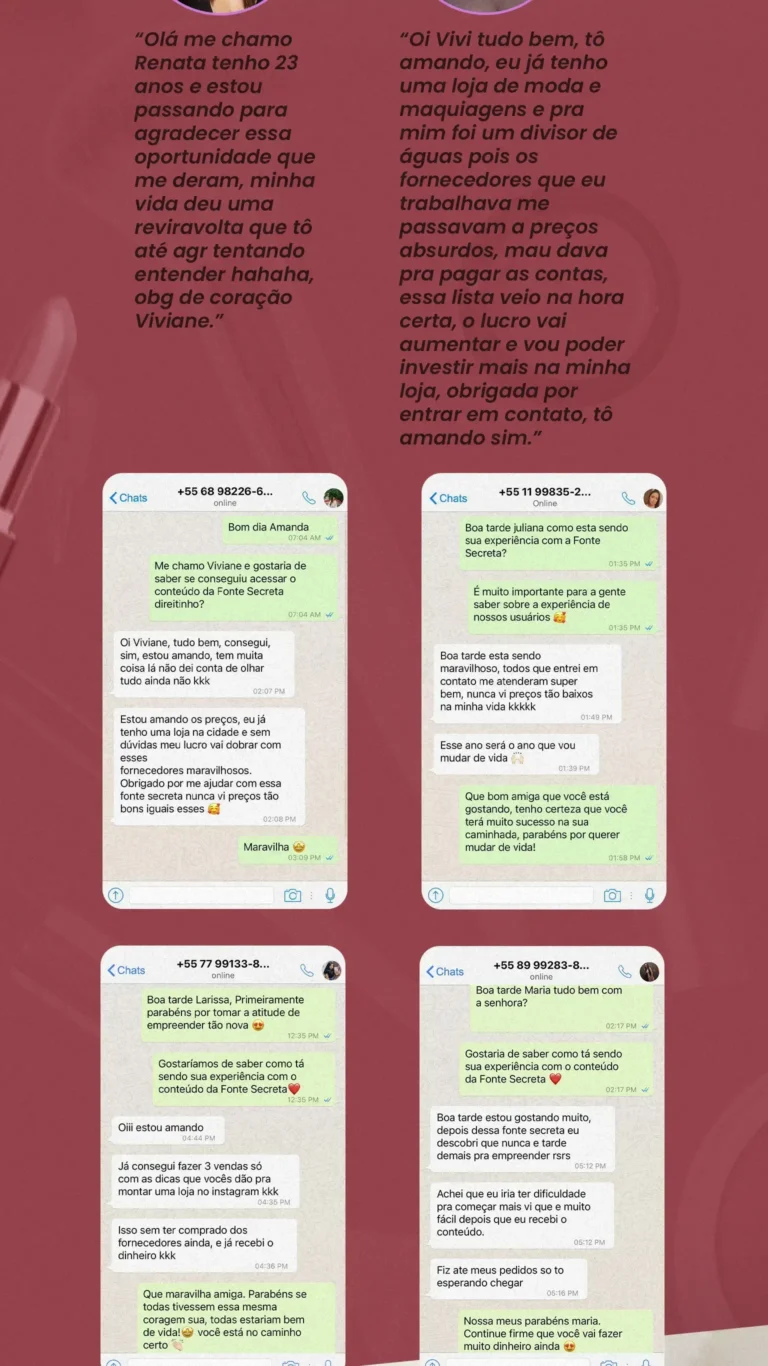 “Olá me chamo
Renata tenho 23
anos e estou
passando para
agradecer essa
oportunidade que
me deram, minha
vida deu uma
reviravolta que tô
até agr tentando
entender hahaha,
obg de coração
Viviane.”
“Oi Vivi tudo bem, tô
amando, eu já tenho
uma loja de moda e
maquiagens e pra
mim foi um divisor de
águas pois os
fornecedores que eu
trabalhava me
passavam a preços
absurdos, mau dava
pra pagar as contas,
essa lista veio na hora
certa, o lucro vai
aumentar e vou poder
investir mais na minha
loja, obrigada por
entrar em contato, tô
amando sim.”
Chats
+55 68 98226-6...
online
Bom dia Amanda
07:04 AM
Me chamo Viviane e gostaria de
saber se conseguiu acessar o
conteúdo da Fonte Secreta
direitinho?
07:04 AM
Oi Viviane, tudo bem, consegui,
sim, estou amando, tem muita
coisa lá não dei conta de olhar
tudo ainda não kkk
02:07 PM
Estou amando os preços, eu já
tenho uma loja na cidade e sem
dúvidas meu lucro vai dobrar com
esses
fornecedores maravilhosos.
Obrigado por me ajudar com essa
fonte secreta nunca vi preços tão
bons iguais esses 🥰
02:08 PM
Maravilha 🤩
03:09 PM
Chats
+55 11 99835-2...
Online
Boa tarde juliana como esta sendo
sua experiência com a Fonte
Secreta?
01:35 PM
É muito importante para a gente
saber sobre a experiência de
nossos usuários 🥰
01:35 PM
Boa tarde esta sendo
maravilhoso, todos que entrei em
contato me atenderam super
bem, nunca vi preços tão baixos
na minha vida kkkkk
01:49 PM
Esse ano será o ano que vou
mudar de vida 🙌🏻
01:39 PM
Que bom amiga que você está
gostando, tenho certeza que você
terá muito sucesso na sua
caminhada, parabéns por querer
mudar de vida!
01:58 PM
Chats
+55 77 99133-8...
online
Boa tarde Larissa, Primeiramente
parabéns por tomar a atitude de
empreender tão nova 😍
12:35 PM
Gostaríamos de saber como tá
sendo sua experiência com o
conteúdo da Fonte Secreta❤️
12:35 PM
Oiii estou amando
04:44 PM
Já consegui fazer 3 vendas só
com as dicas que vocês dão pra
montar uma loja no instagram kkk
04:35 PM
Isso sem ter comprado dos
fornecedores ainda, e já recebi o
dinheiro kkk
04:36 PM
Que maravilha amiga. Parabéns se
todas tivessem essa mesma
coragem sua, todas estariam bem
de vida!🤩 você está no caminho
certo 👏🏻
Chats
+55 89 99283-8...
online
Boa tarde Maria tudo bem com
a senhora?
02:17 PM
Gostaria de saber como tá sendo
sua experiência com o conteúdo
da Fonte Secreta ❤️
02:17 PM
Boa tarde estou gostando muito,
depois dessa fonte secreta eu
descobri que nunca e tarde
demais pra empreender rsrs
05:12 PM
Achei que eu iria ter dificuldade
pra começar mais vi que e muito
fácil depois que eu recebi o
conteúdo.
05:12 PM
Fiz ate meus pedidos so to
esperando chegar
05:16 PM
Nossa meus parabéns maria.
Continue firme que você vai fazer
muito dinheiro ainda 😍